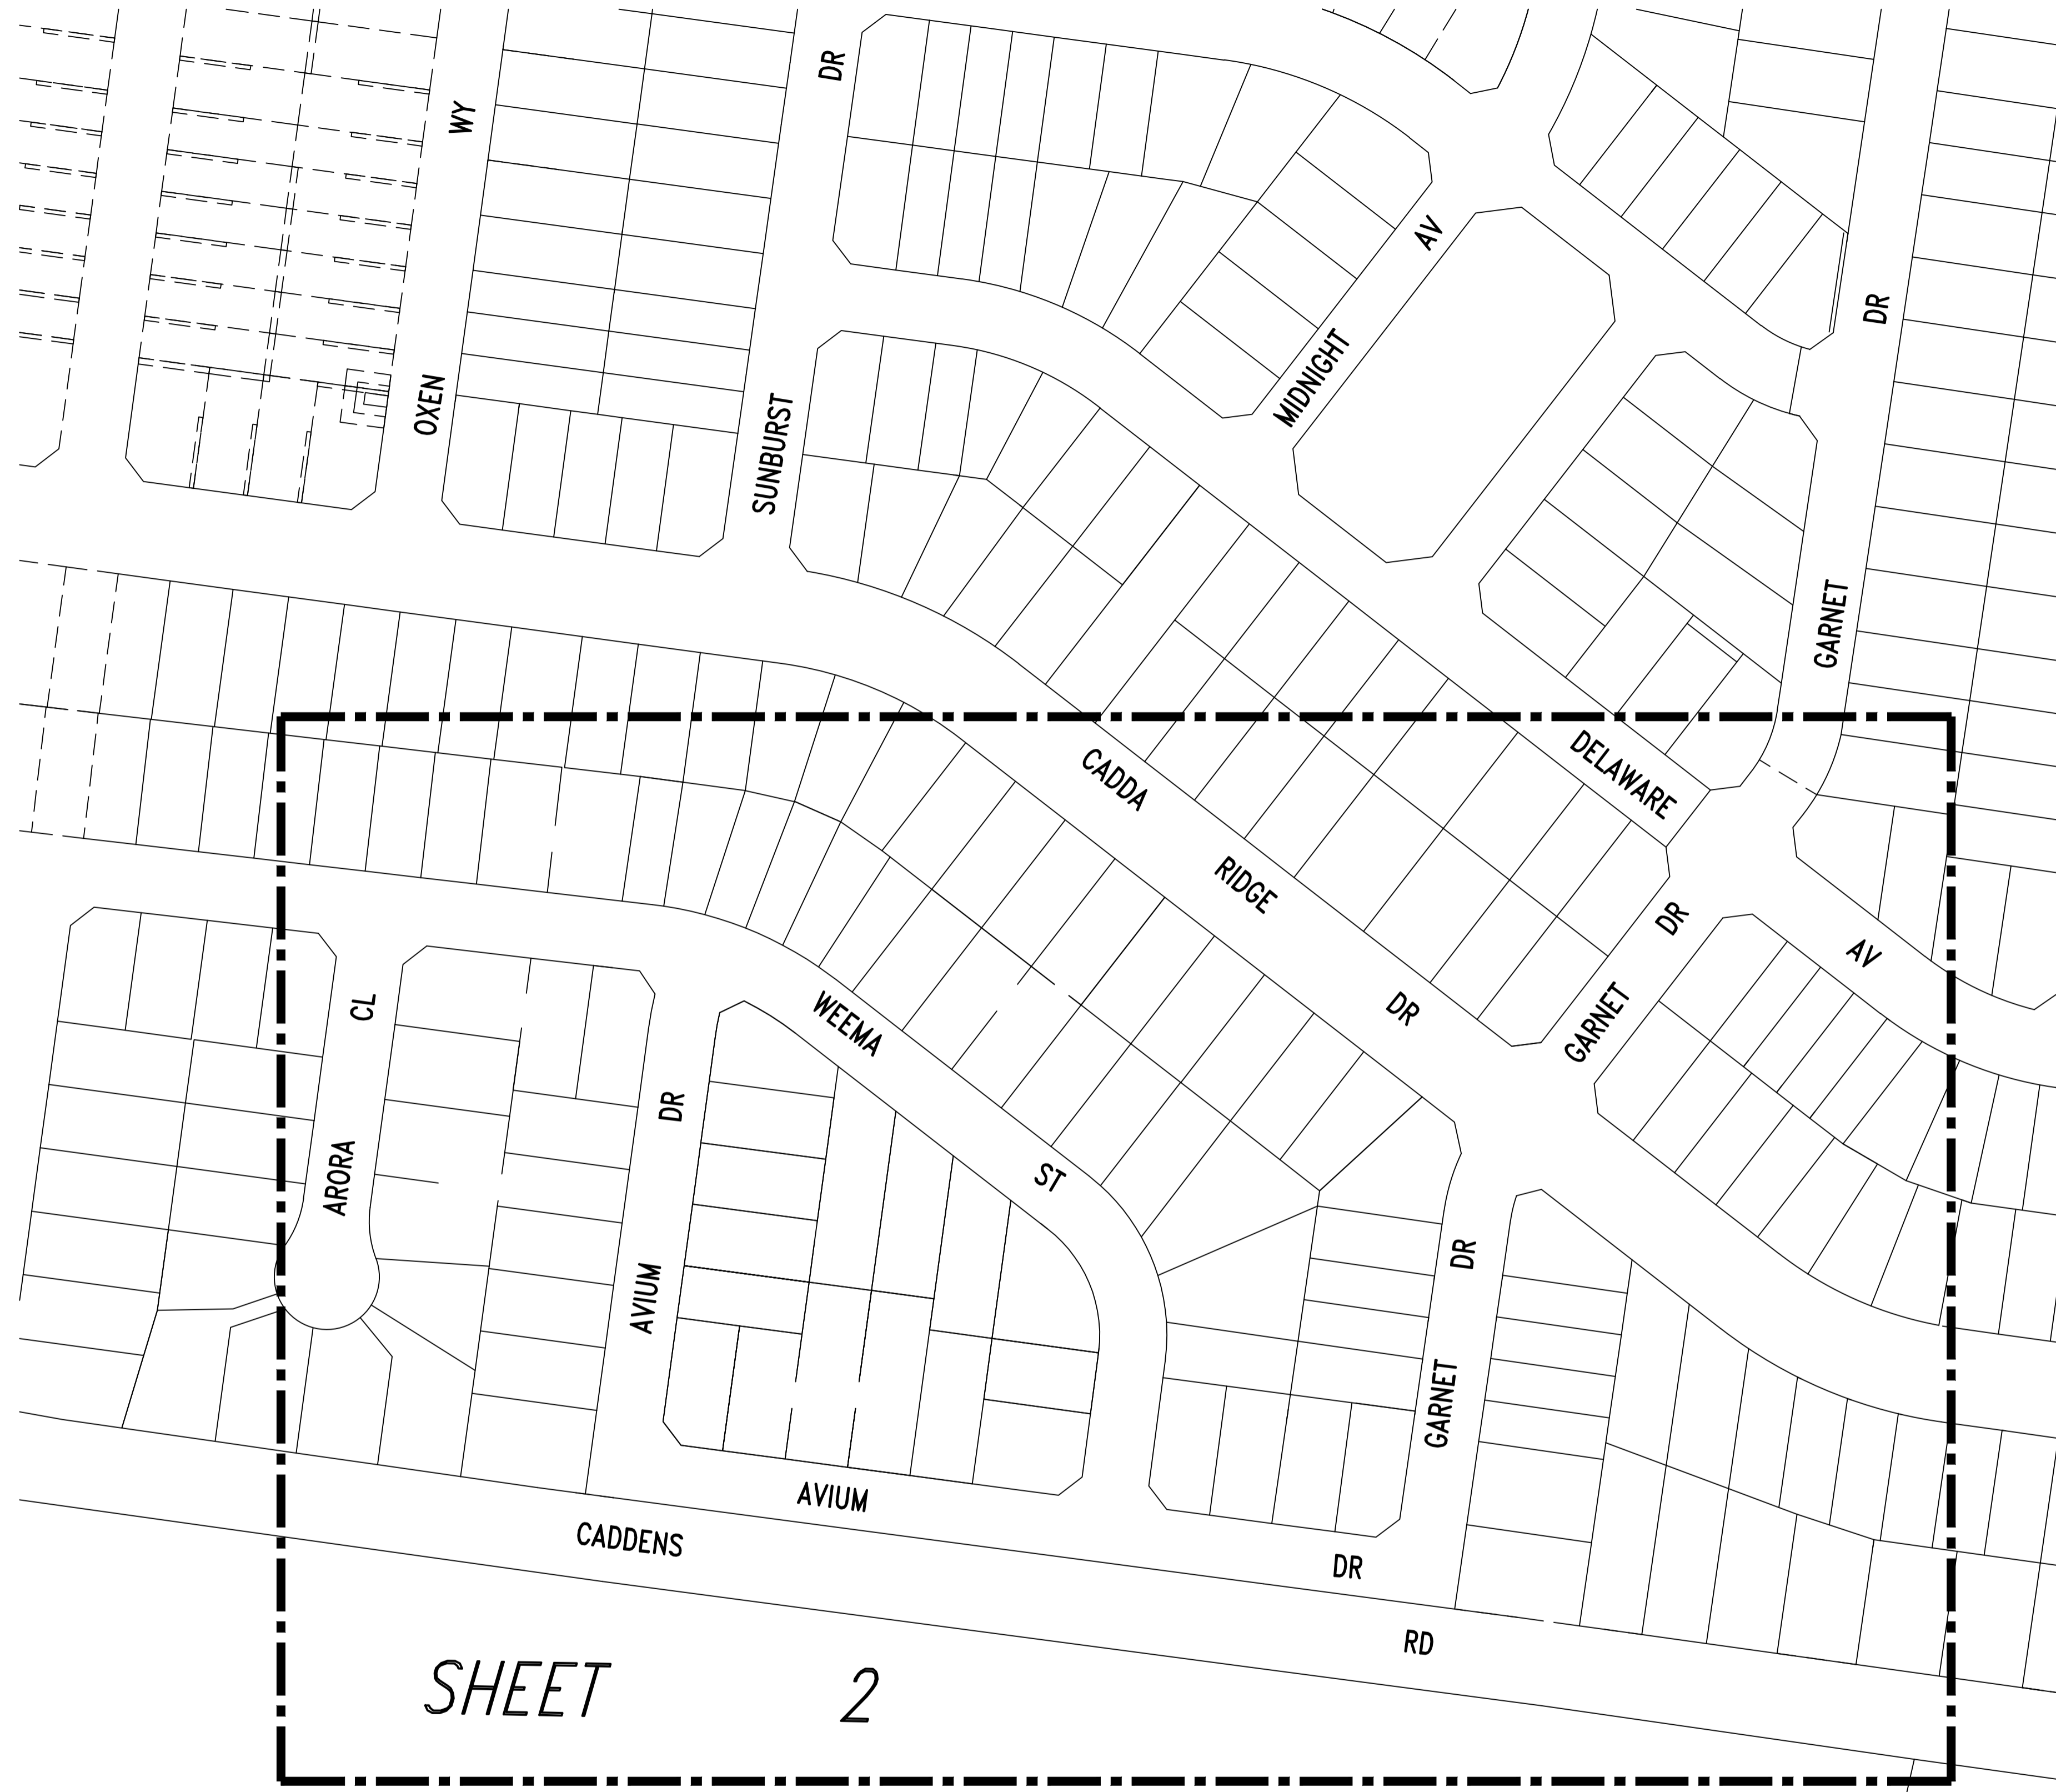 DR
WY
AV
DR
MIDNIGHT
OXEN
SUNBURST
GARNET
DELAWARE
CADDA
RIDGE
DR
AV
CL
DR
WEEMA
GARNET
DR
ARORA
ST
DR
AVIUM
GARNET
AVIUM
CADDENS
DR
RD
SHEET 2